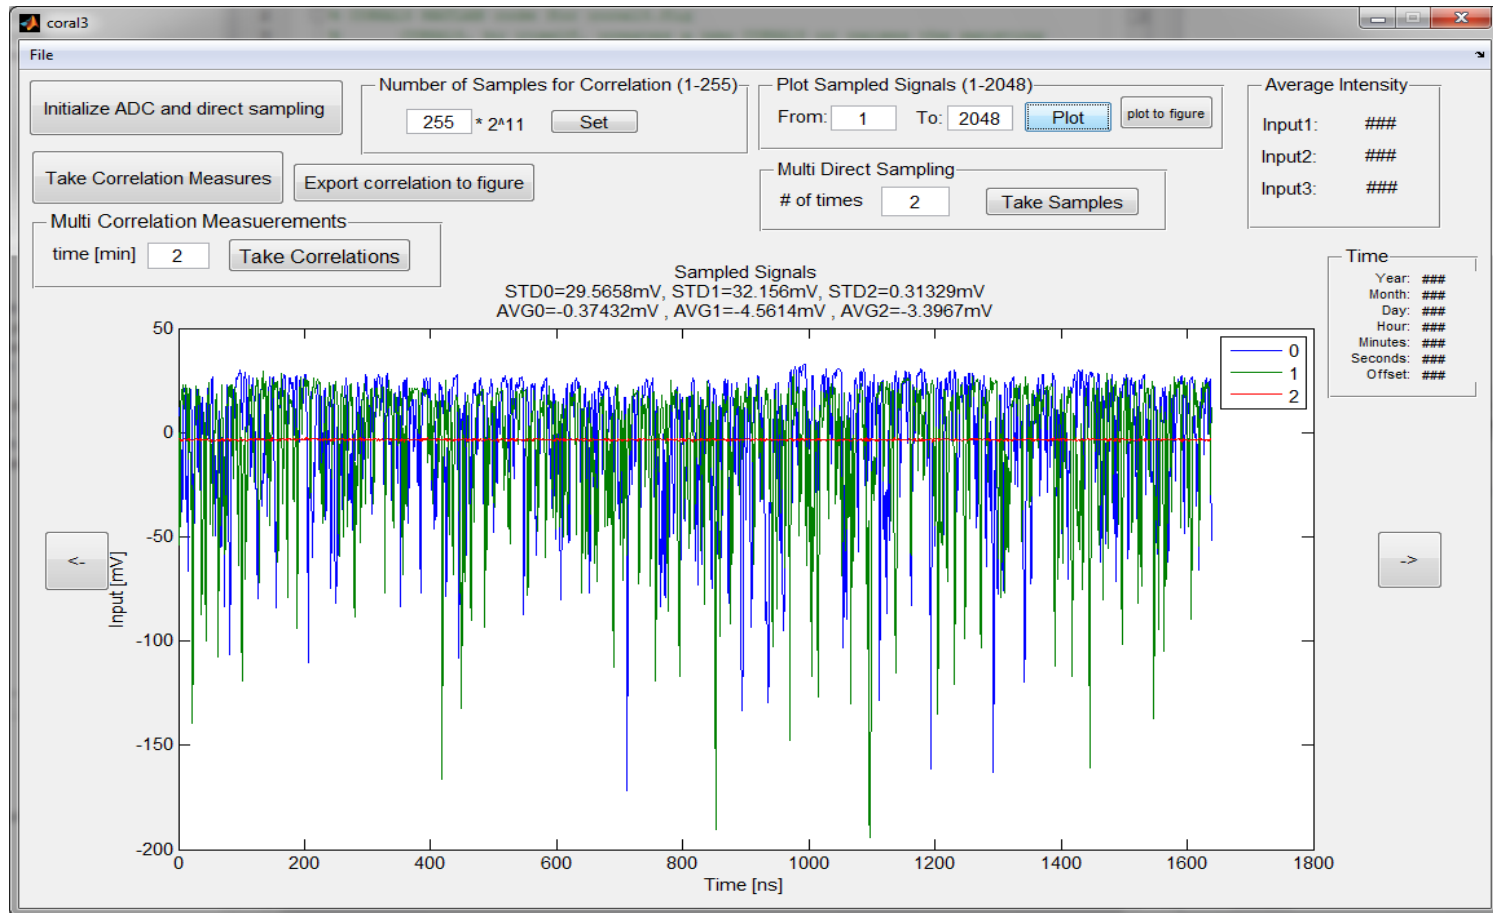 coral3
File
Initialize ADC and direct sampling
Number of Samples for Correlation (1-255)
255 * 2^11 Set
Plot Sampled Signals (1-2048)
From: 1 To: 2048 Plot plot to figure
Average Intensity
Input1: ###
Input2: ###
Input3: ###
Take Correlation Measures
Export correlation to figure
Multi Direct Sampling
# of times 2 Take Samples
Multi Correlation Measuerements
time [min] 2 Take Correlations
Time
Year: ###
Month: ###
Day: ###
Hour: ###
Minutes: ###
Seconds: ###
Offset: ###
Sampled Signals
STD0=29.5658mV, STD1=32.156mV, STD2=0.31329mV
AVG0=-0.37432mV , AVG1=-4.5614mV , AVG2=-3.3967mV
0
1
2
50
0
-50
-100
-150
-200
Input [mV]
<-
->
0 200 400 600 800 1000 1200 1400 1600 1800
Time [ns]